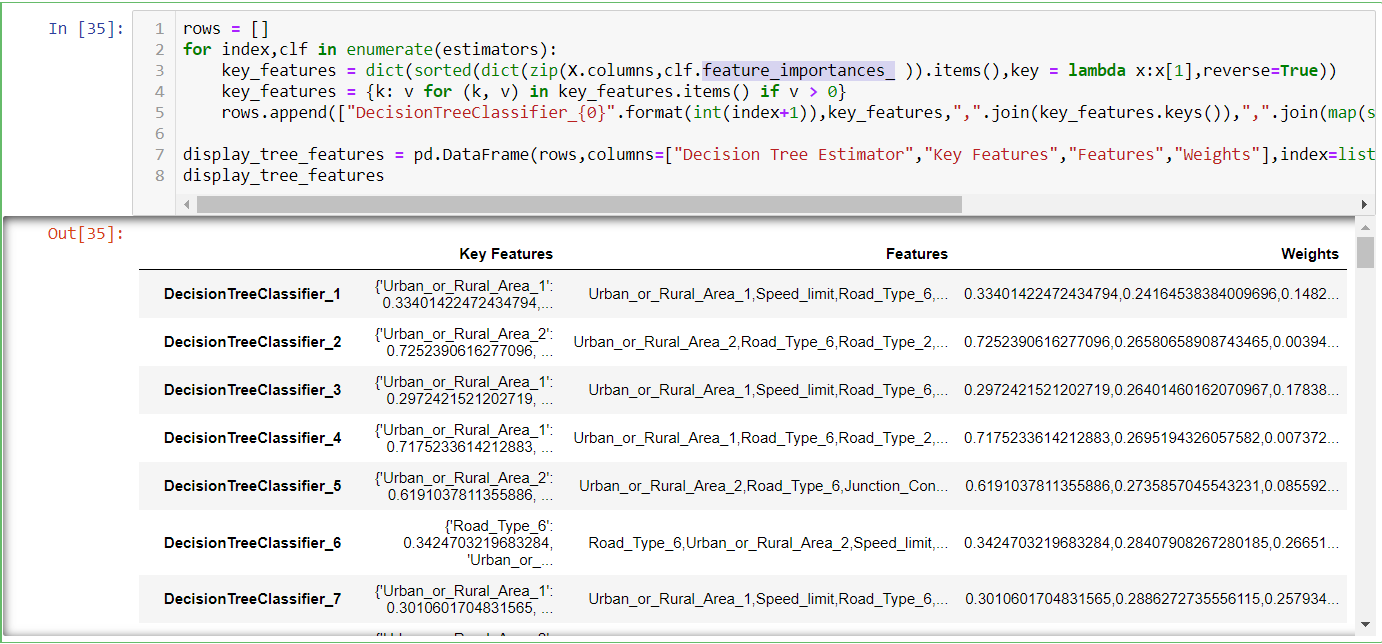 In [35]:
1 rows = []
2 for index,clf in enumerate(estimators):
3     key_features = dict(sorted(dict(zip(X.columns,clf.feature_importances_ )).items(),key = lambda x:x[1],reverse=True))
4     key_features = {k: v for (k, v) in key_features.items() if v > 0}
5     rows.append(["DecisionTreeClassifier_{0}".format(int(index+1)),key_features,",".join(key_features.keys()),",".join(map(s
6
7 display_tree_features = pd.DataFrame(rows,columns=["Decision Tree Estimator","Key Features","Features","Weights"],index=list
8 display_tree_features
Out[35]:
Key Features Features Weights
DecisionTreeClassifier_1 {'Urban_or_Rural_Area_1': 0.33401422472434794,... Urban_or_Rural_Area_1,Speed_limit,Road_Type_6,... 0.33401422472434794,0.24164538384009696,0.1482...
DecisionTreeClassifier_2 {'Urban_or_Rural_Area_2': 0.7252390616277096, ... Urban_or_Rural_Area_2,Road_Type_6,Road_Type_2,... 0.7252390616277096,0.26580658908743465,0.00394...
DecisionTreeClassifier_3 {'Urban_or_Rural_Area_1': 0.2972421521202719, ... Urban_or_Rural_Area_1,Speed_limit,Road_Type_6,... 0.2972421521202719,0.26401460162070967,0.17838...
DecisionTreeClassifier_4 {'Urban_or_Rural_Area_1': 0.7175233614212883, ... Urban_or_Rural_Area_1,Road_Type_6,Road_Type_2,... 0.7175233614212883,0.2695194326057582,0.007372...
DecisionTreeClassifier_5 {'Urban_or_Rural_Area_2': 0.6191037811355886, ... Urban_or_Rural_Area_2,Road_Type_6,Junction_Con... 0.6191037811355886,0.2735857045543231,0.085592...
DecisionTreeClassifier_6 {'Road_Type_6': 0.3424703219683284, 'Urban_or_... Road_Type_6,Urban_or_Rural_Area_2,Speed_limit,... 0.3424703219683284,0.28407908267280185,0.26651...
DecisionTreeClassifier_7 {'Urban_or_Rural_Area_1': 0.3010601704831565, ... Urban_or_Rural_Area_1,Speed_limit,Road_Type_6,... 0.3010601704831565,0.2886272735556115,0.257934...